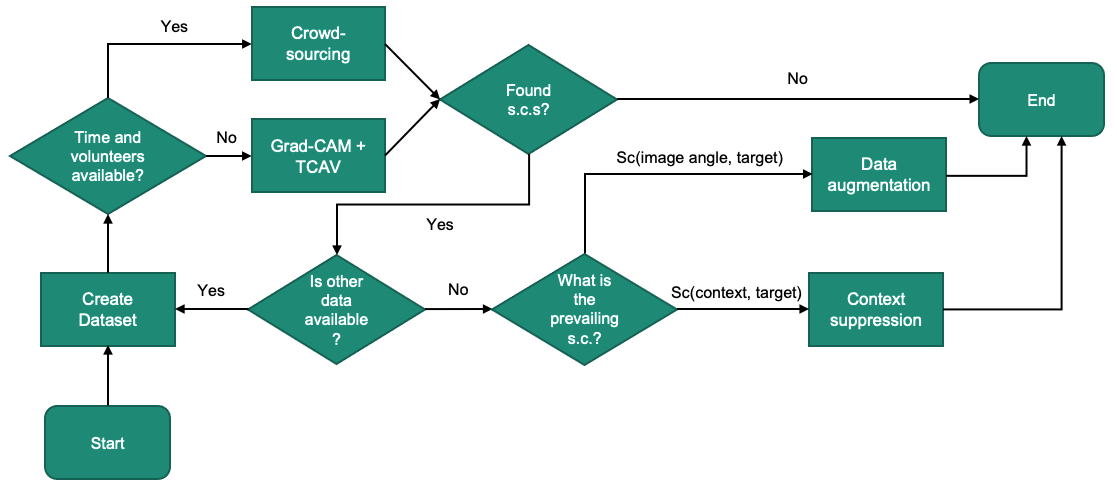 Yes
Crowd-
sourcing
Time and
volunteers
available?
No
Grad-CAM +
TCAV
Found
s.c.s?
No
End
Yes
Sc(image angle, target)
Data
augmentation
Create
Dataset
Yes
Is other
data
available
?
No
What is
the
prevailing
s.c.?
Sc(context, target)
Context
suppression
Start